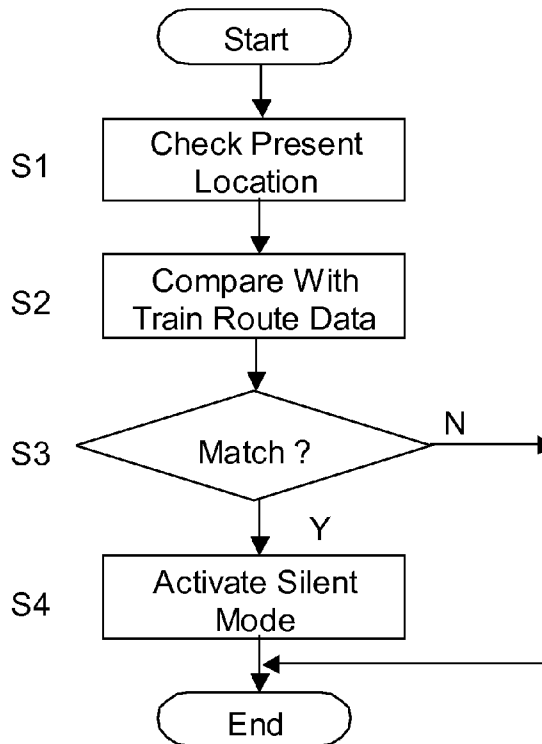 Start
S1
Check Present
Location
S2
Compare With
Train Route Data
S3
Match ?
N
Y
S4
Activate Silent
Mode
End